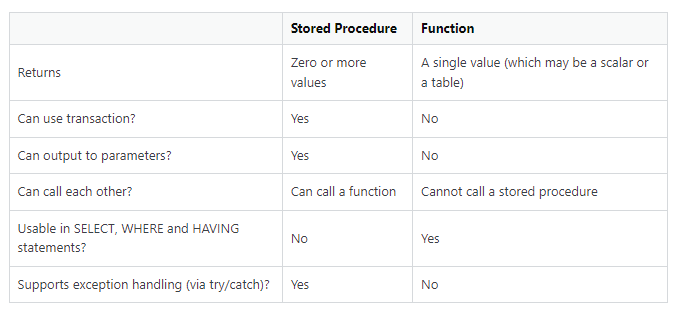 Stored Procedure Function
Returns
Zero or more
values
A single value (which may be a scalar or
a table)
Can use transaction? Yes No
Can output to parameters? Yes No
Can call each other? Can call a function Cannot call a stored procedure
Usable in SELECT, WHERE and HAVING
statements?
No Yes
Supports exception handling (via try/catch)? Yes No